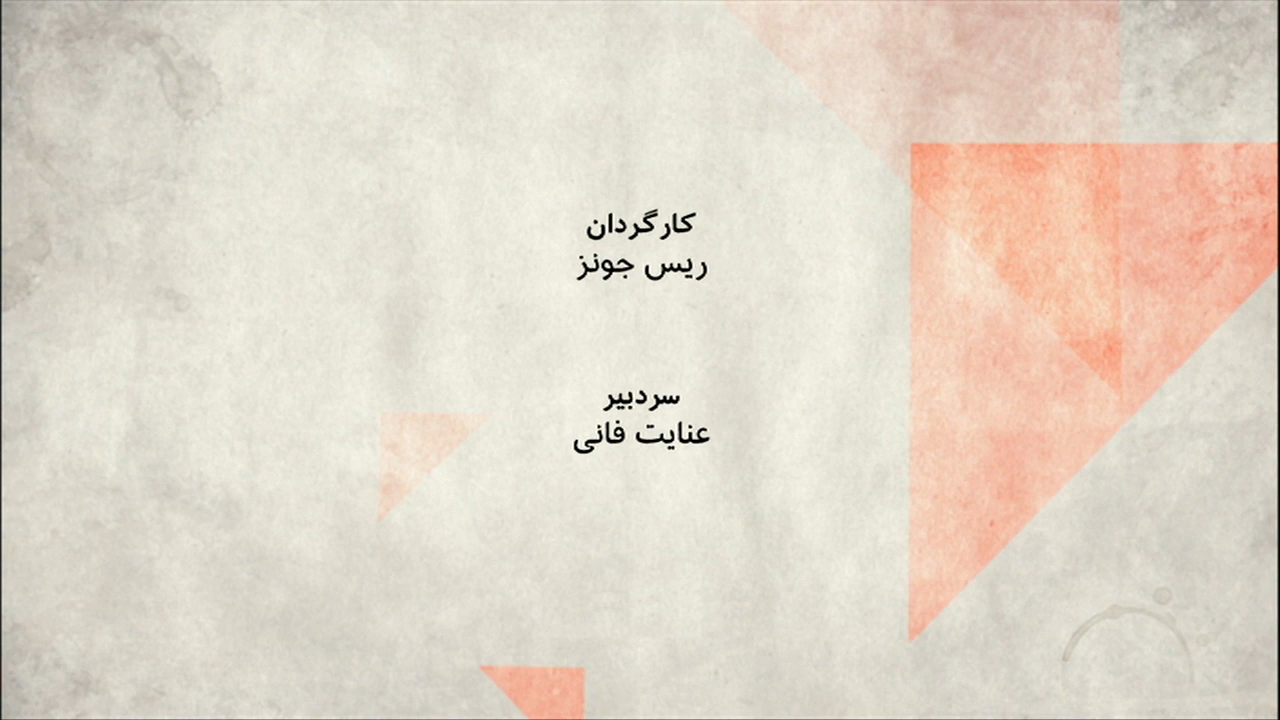 کارگردان
ریس جونز
سردبیر
عنایت فانی